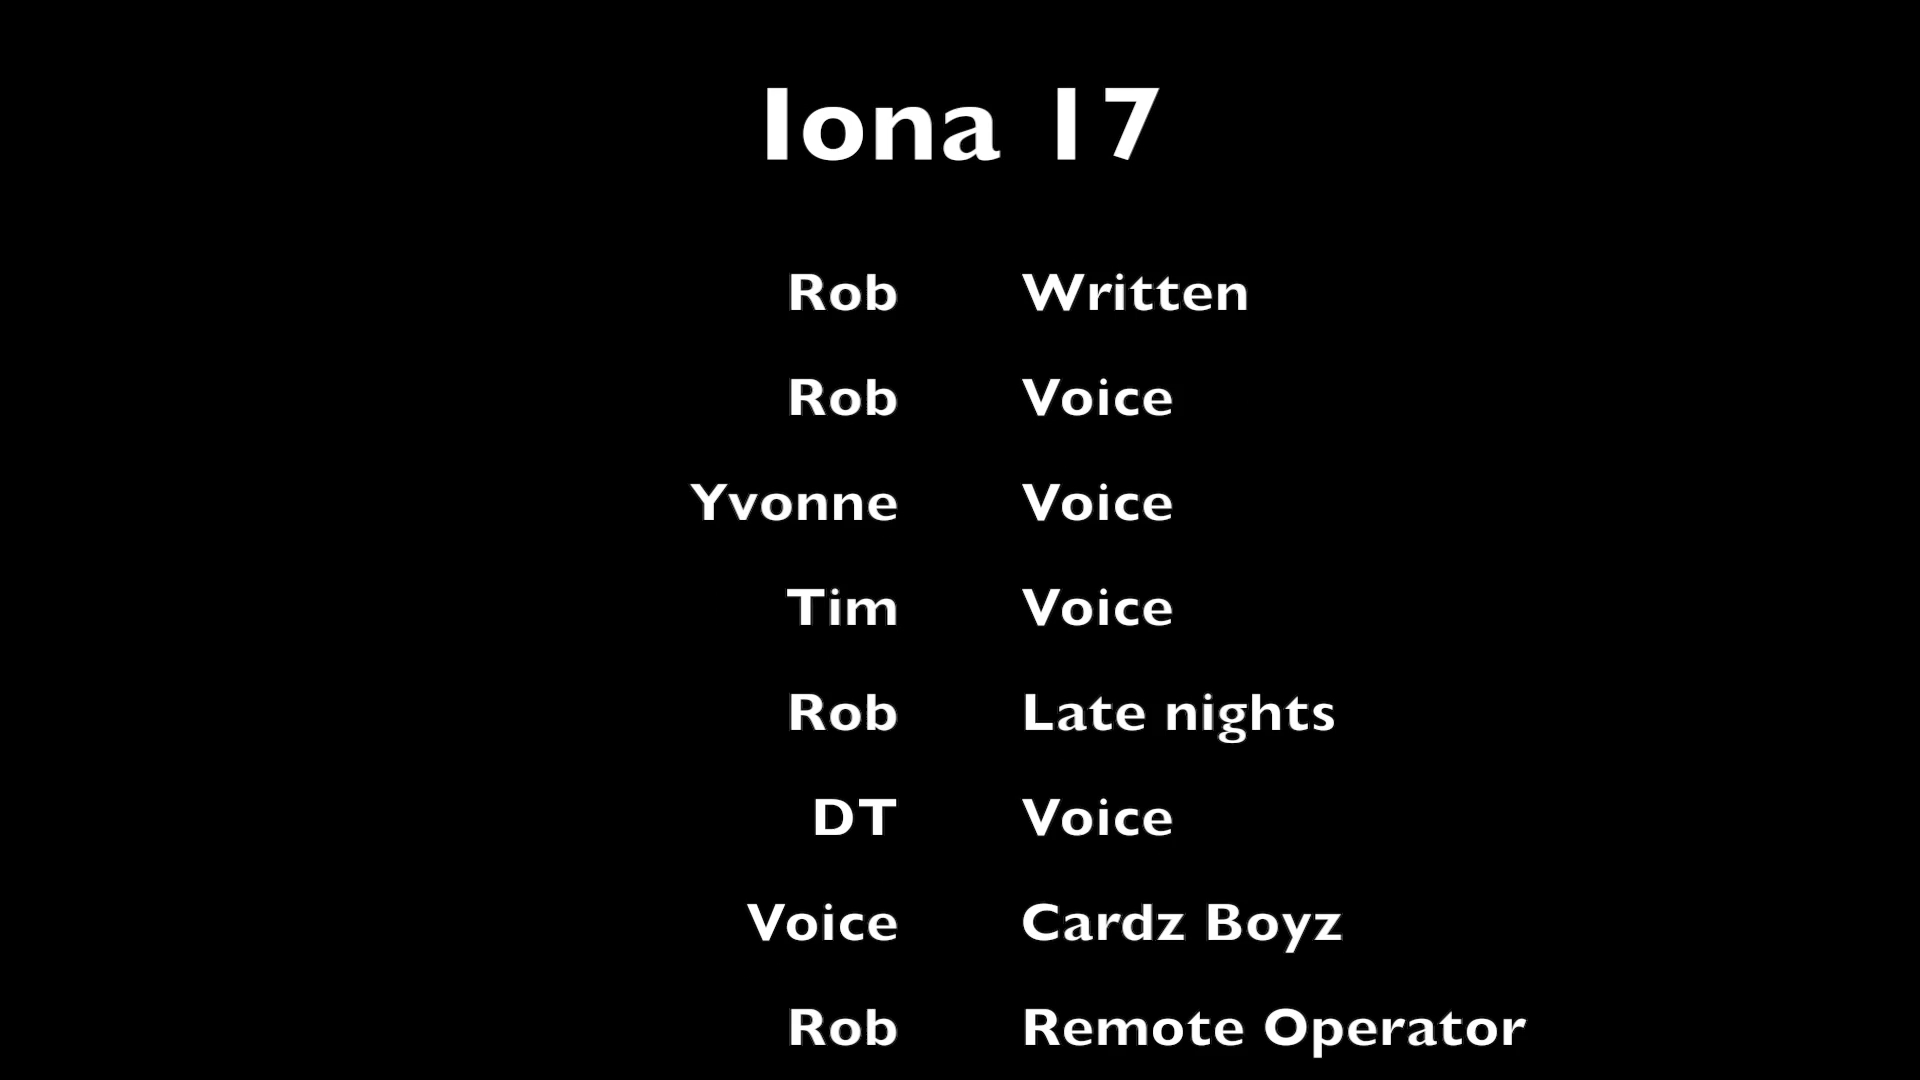 Iona 17
Rob Written
Rob Voice
Yvonne Voice
Tim Voice
Rob Late nights
DT Voice
Voice Cardz Boyz
Rob Remote Operator